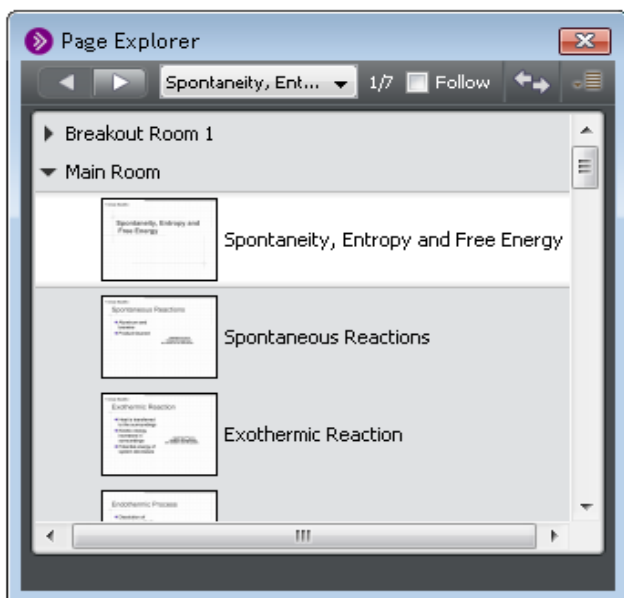 Page Explorer
Spontaneity, Ent...
1/7
Follow
Breakout Room 1
Main Room
Spontaneity, Entropy and
Free Energy
Spontaneity, Entropy and Free Energy
Spontaneous Reactions
Spontaneous Reactions
Exothermic Reaction
Exothermic Reaction
Endothermic Process